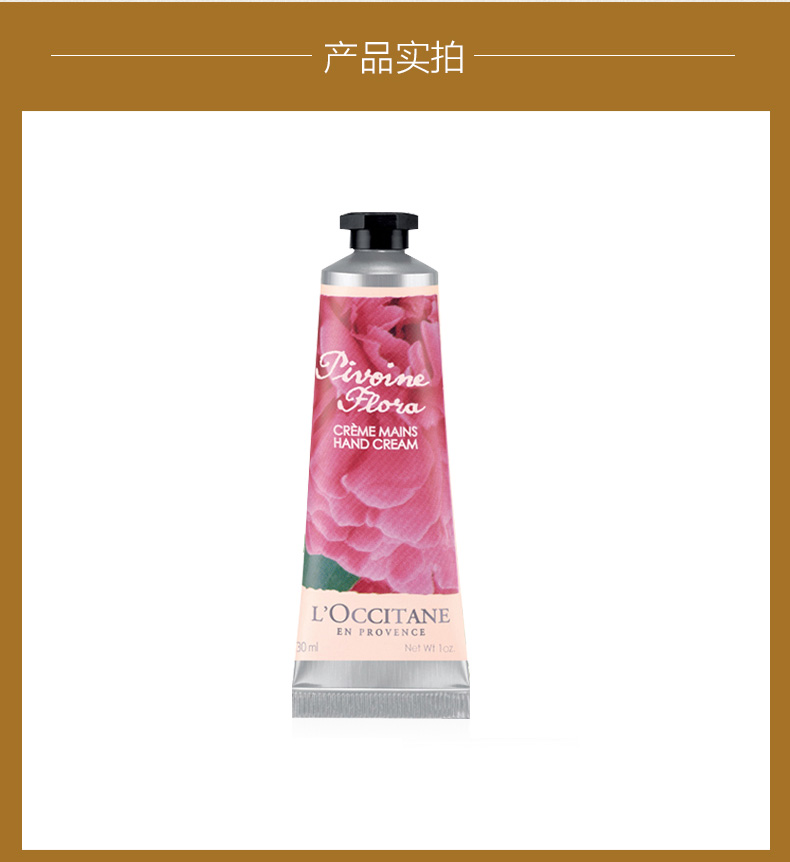 产品实拍
Pivoine
Flora
CRÈME MAINS
HAND CREAM
L'OCCITANE
EN PROVENCE
30 ml Net Wt 1oz.